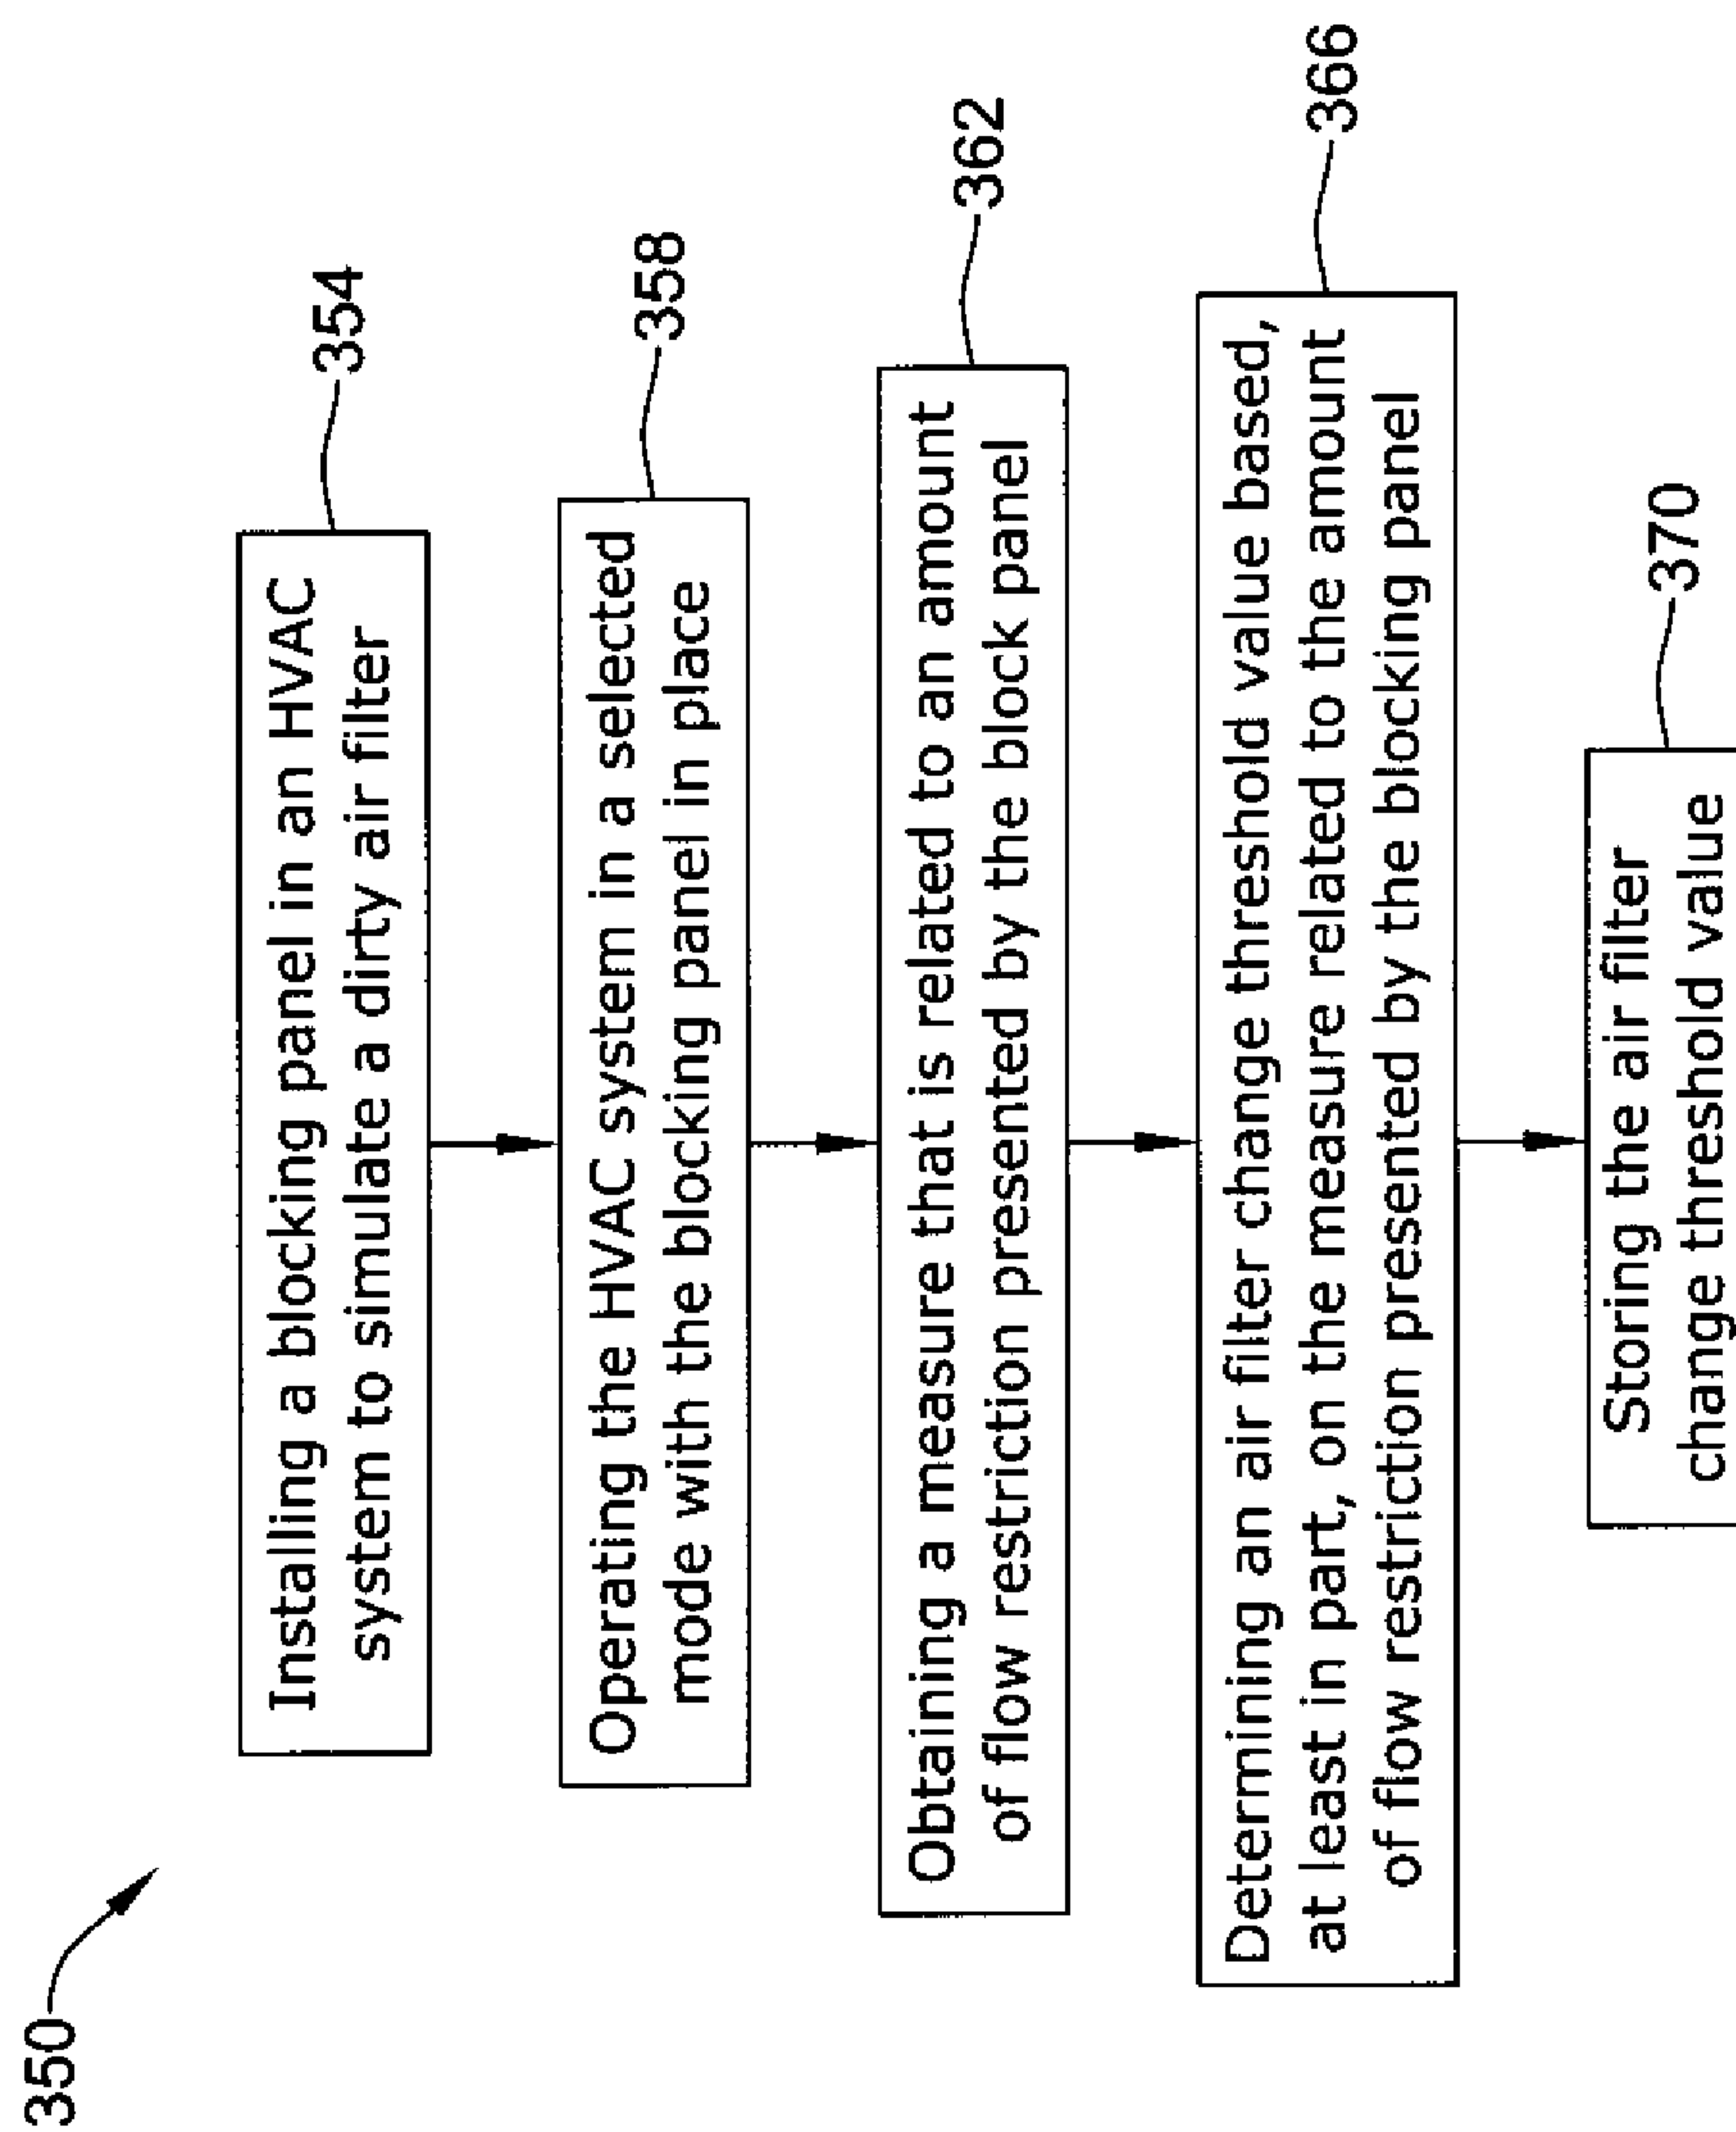 350
Installing a blocking panel in an HVAC
system to simulate a dirty air filter
354
Operating the HVAC system in a selected
mode with the blocking panel in place
358
Obtaining a measure that is related to an amount
of flow restriction presented by the block panel
362
Determining an air filter change threshold value based,
at least in part, on the measure related to the amount
of flow restriction presented by the blocking panel
366
Storing the air filter
change threshold value
370